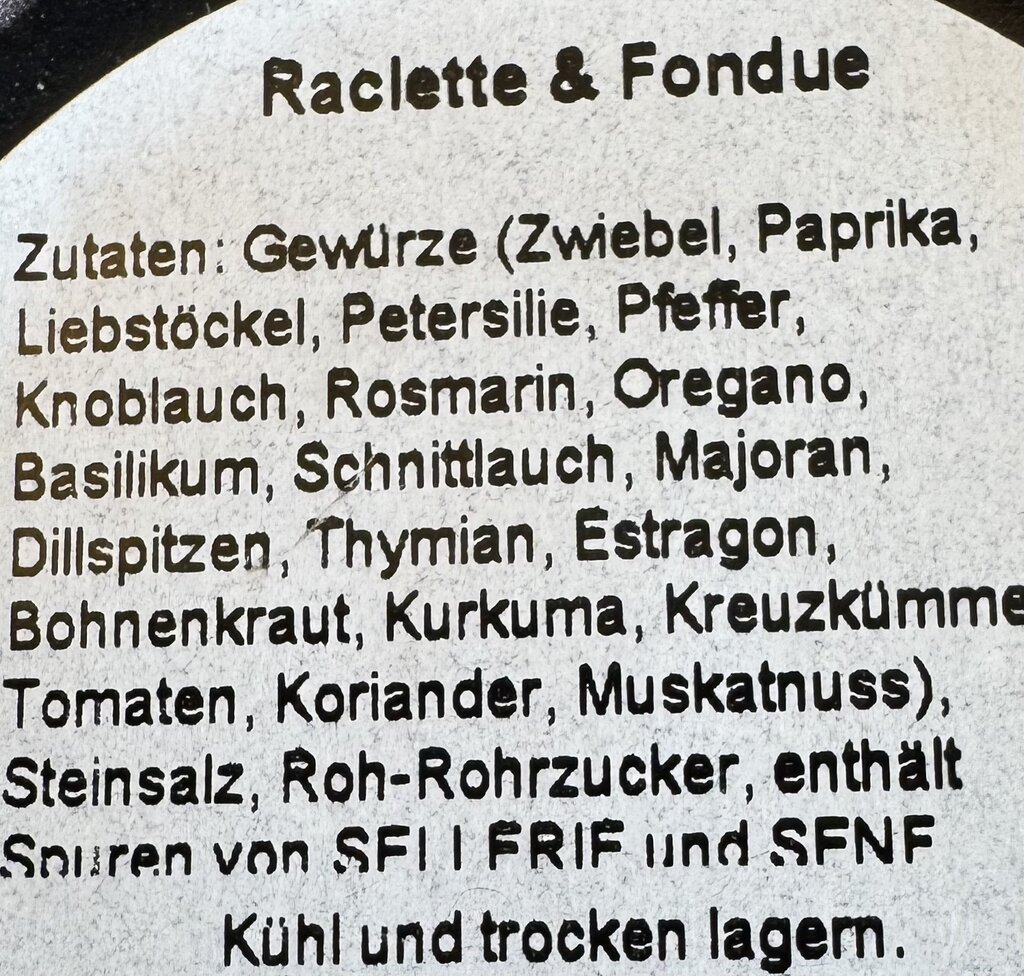 Raclette & Fondue
Zutaten: Gewürze (Zwiebel, Paprika,
Liebstöckel, Petersilie, Pfeffer,
Knoblauch, Rosmarin, Oregano,
Basilikum, Schnittlauch, Majoran,
Dillspitzen, Thymian, Estragon,
Bohnenkraut, Kurkuma, Kreuzkümme
Tomaten, Koriander, Muskatnuss),
Steinsalz, Roh-Rohrzucker, enthält
Spuren von SELLERIE und SENF
Kühl und trocken lagern.